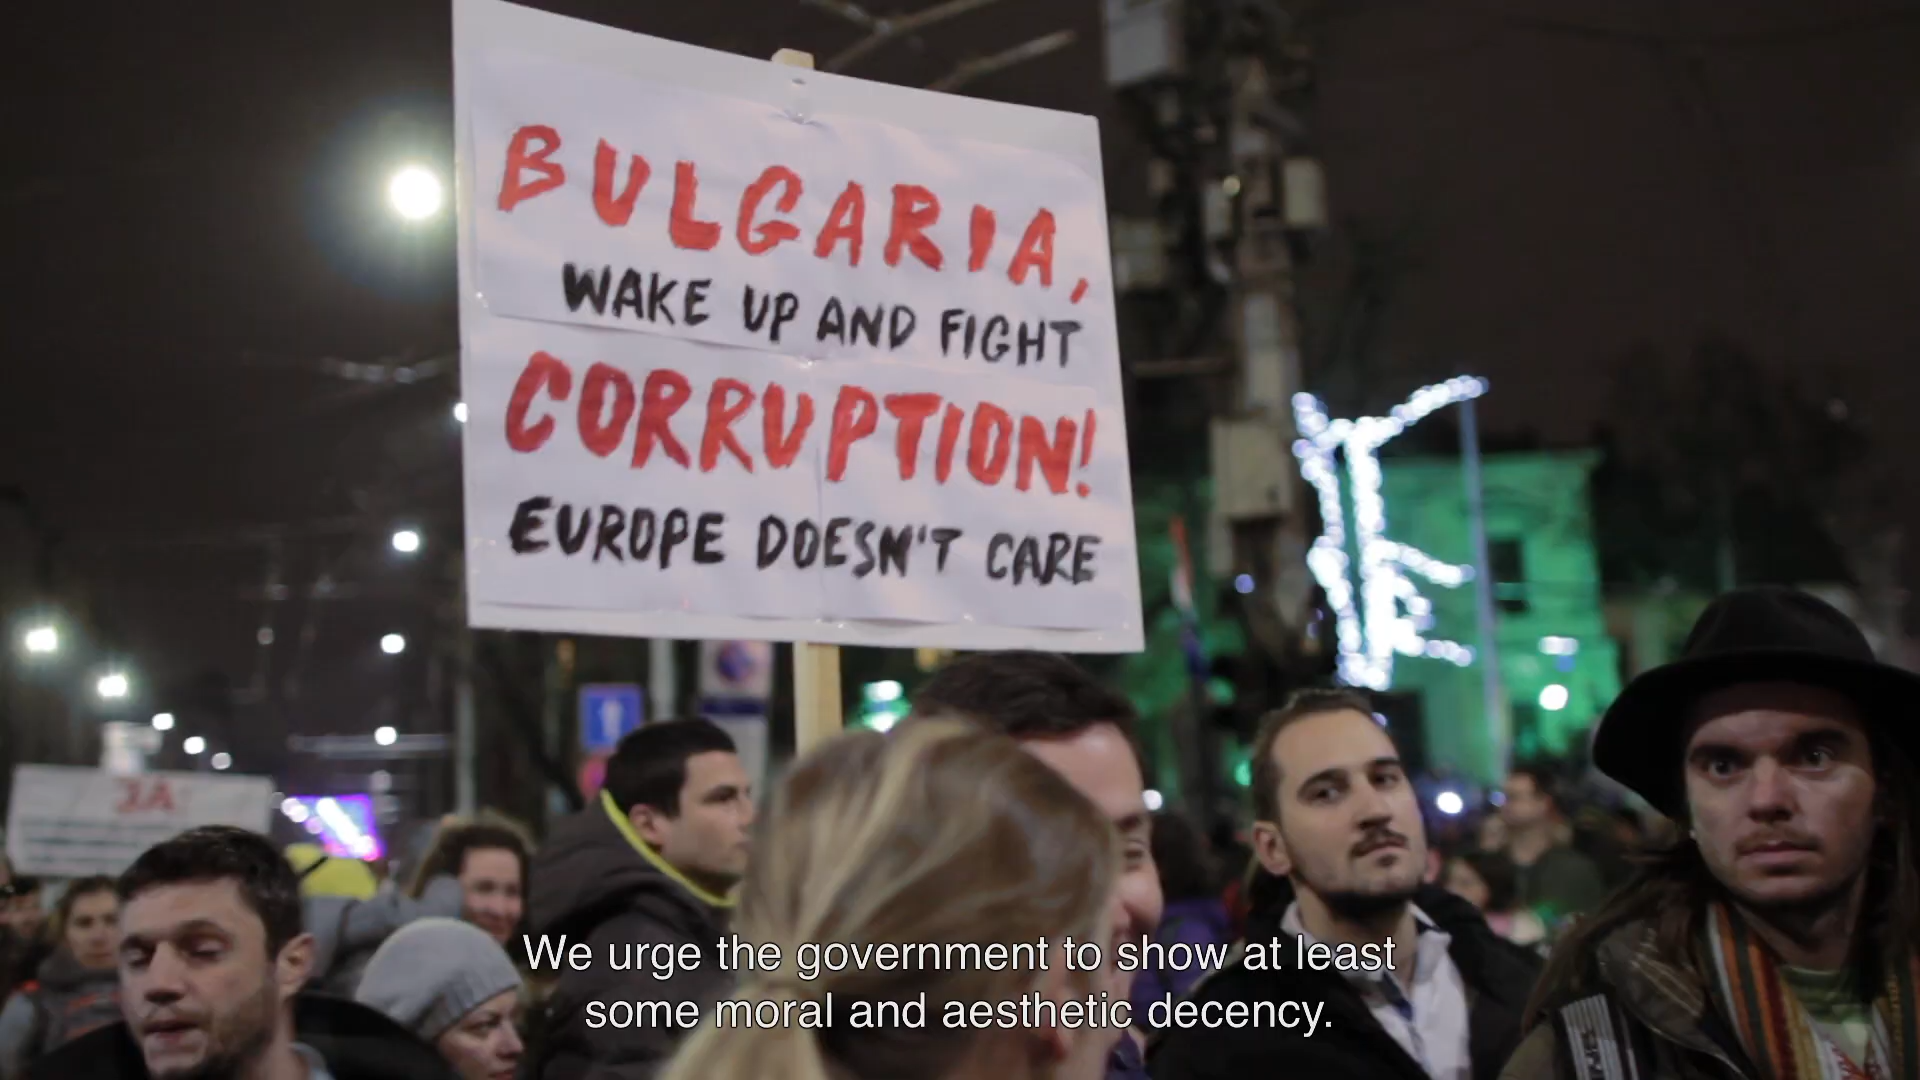 BULGARIA,
WAKE UP AND FIGHT
CORRUPTION!
EUROPE DOESN'T CARE
ЗА
We urge the government to show at least
some moral and aesthetic decency.